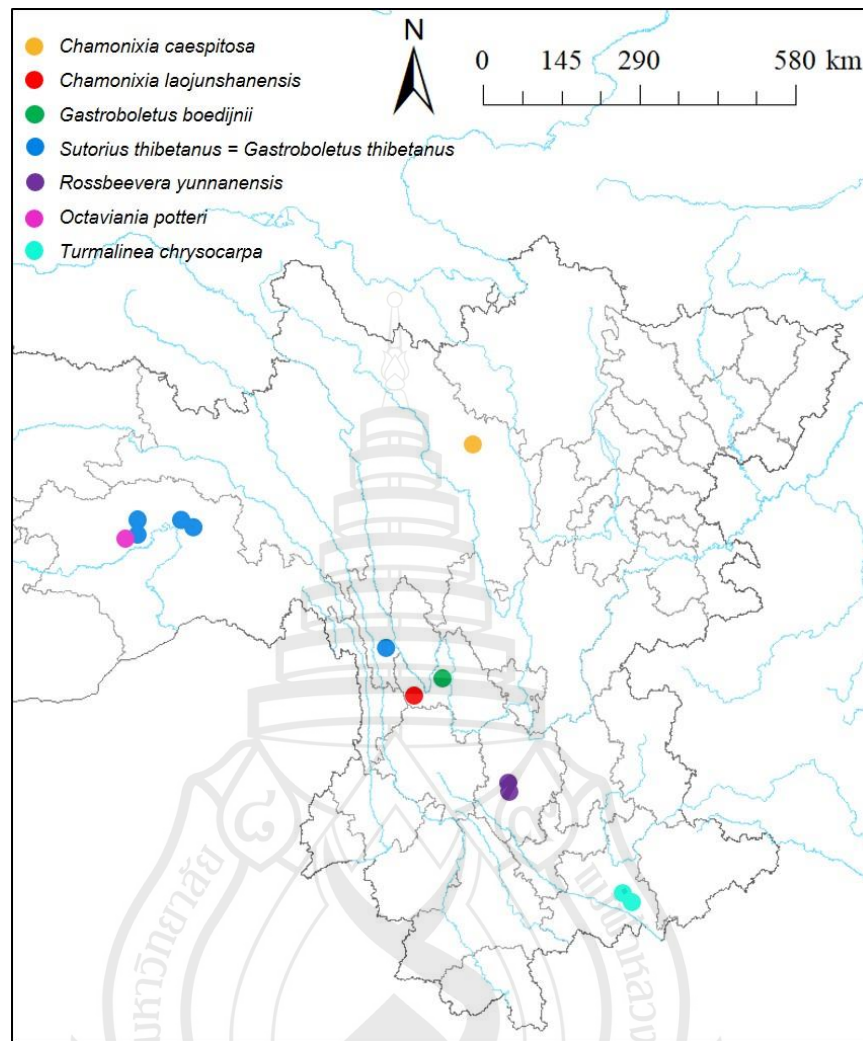 Chamonixia caespitosa
Chamonixia laojunshanensis
Gastroboletus boedijnii
Sutorius thibetanus = Gastroboletus thibetanus
Rossbeevera yunnanensis
Octaviania potteri
Turmalinea chrysocarpa
N
0 145 290 580 km